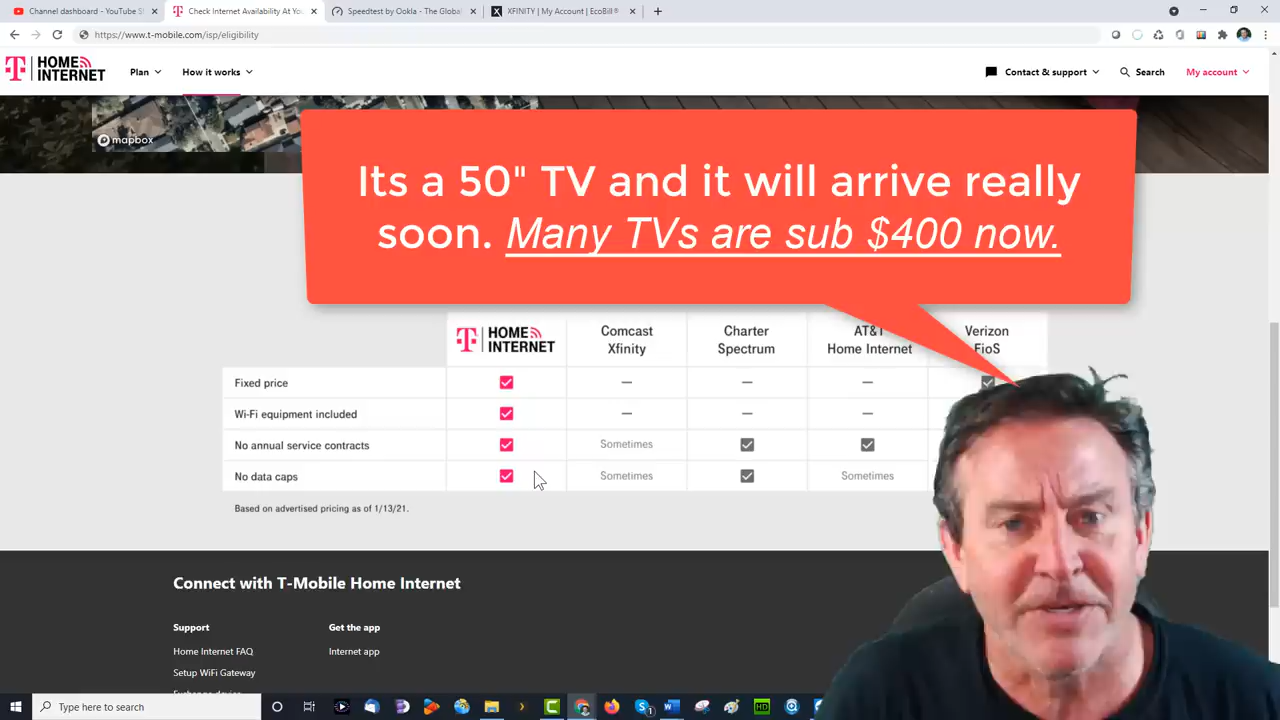 Channel dashboard - YouTube S
Check Internet Availability At You
Speedtest by Ookla - The Global
XFINITY | My Account | EcoBill®
https://www.t-mobile.com/isp/eligibility
T HOME INTERNET
Plan
How it works
Contact & support
Search
My account
mapbox
Its a 50" TV and it will arrive really
soon. Many TVs are sub $400 now.
T HOME INTERNET
Comcast Xfinity
Charter Spectrum
AT&T Home Internet
Verizon FioS
Fixed price
Wi-Fi equipment included
No annual service contracts
Sometimes
No data caps
Sometimes
Sometimes
Based on advertised pricing as of 1/13/21.
Connect with T-Mobile Home Internet
Support
Get the app
Home Internet FAQ
Internet app
Setup WiFi Gateway
Exchange device
Type here to search